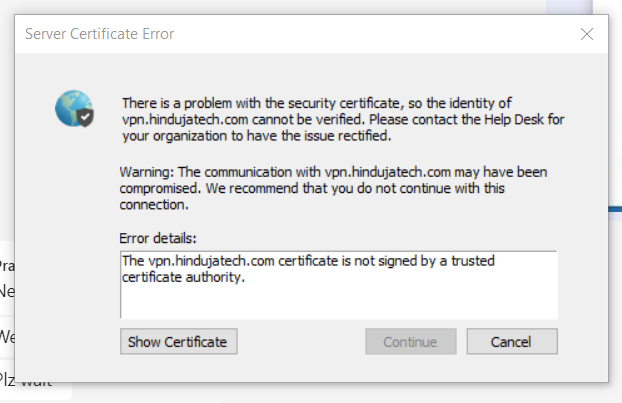 Server Certificate Error
There is a problem with the security certificate, so the identity of
vpn.hindujatech.com cannot be verified. Please contact the Help Desk for
your organization to have the issue rectified.
Warning: The communication with vpn.hindujatech.com may have been
compromised. We recommend that you do not continue with this
connection.
Error details:
The vpn.hindujatech.com certificate is not signed by a trusted
certificate authority.
Show Certificate
Continue
Cancel
Plz wait